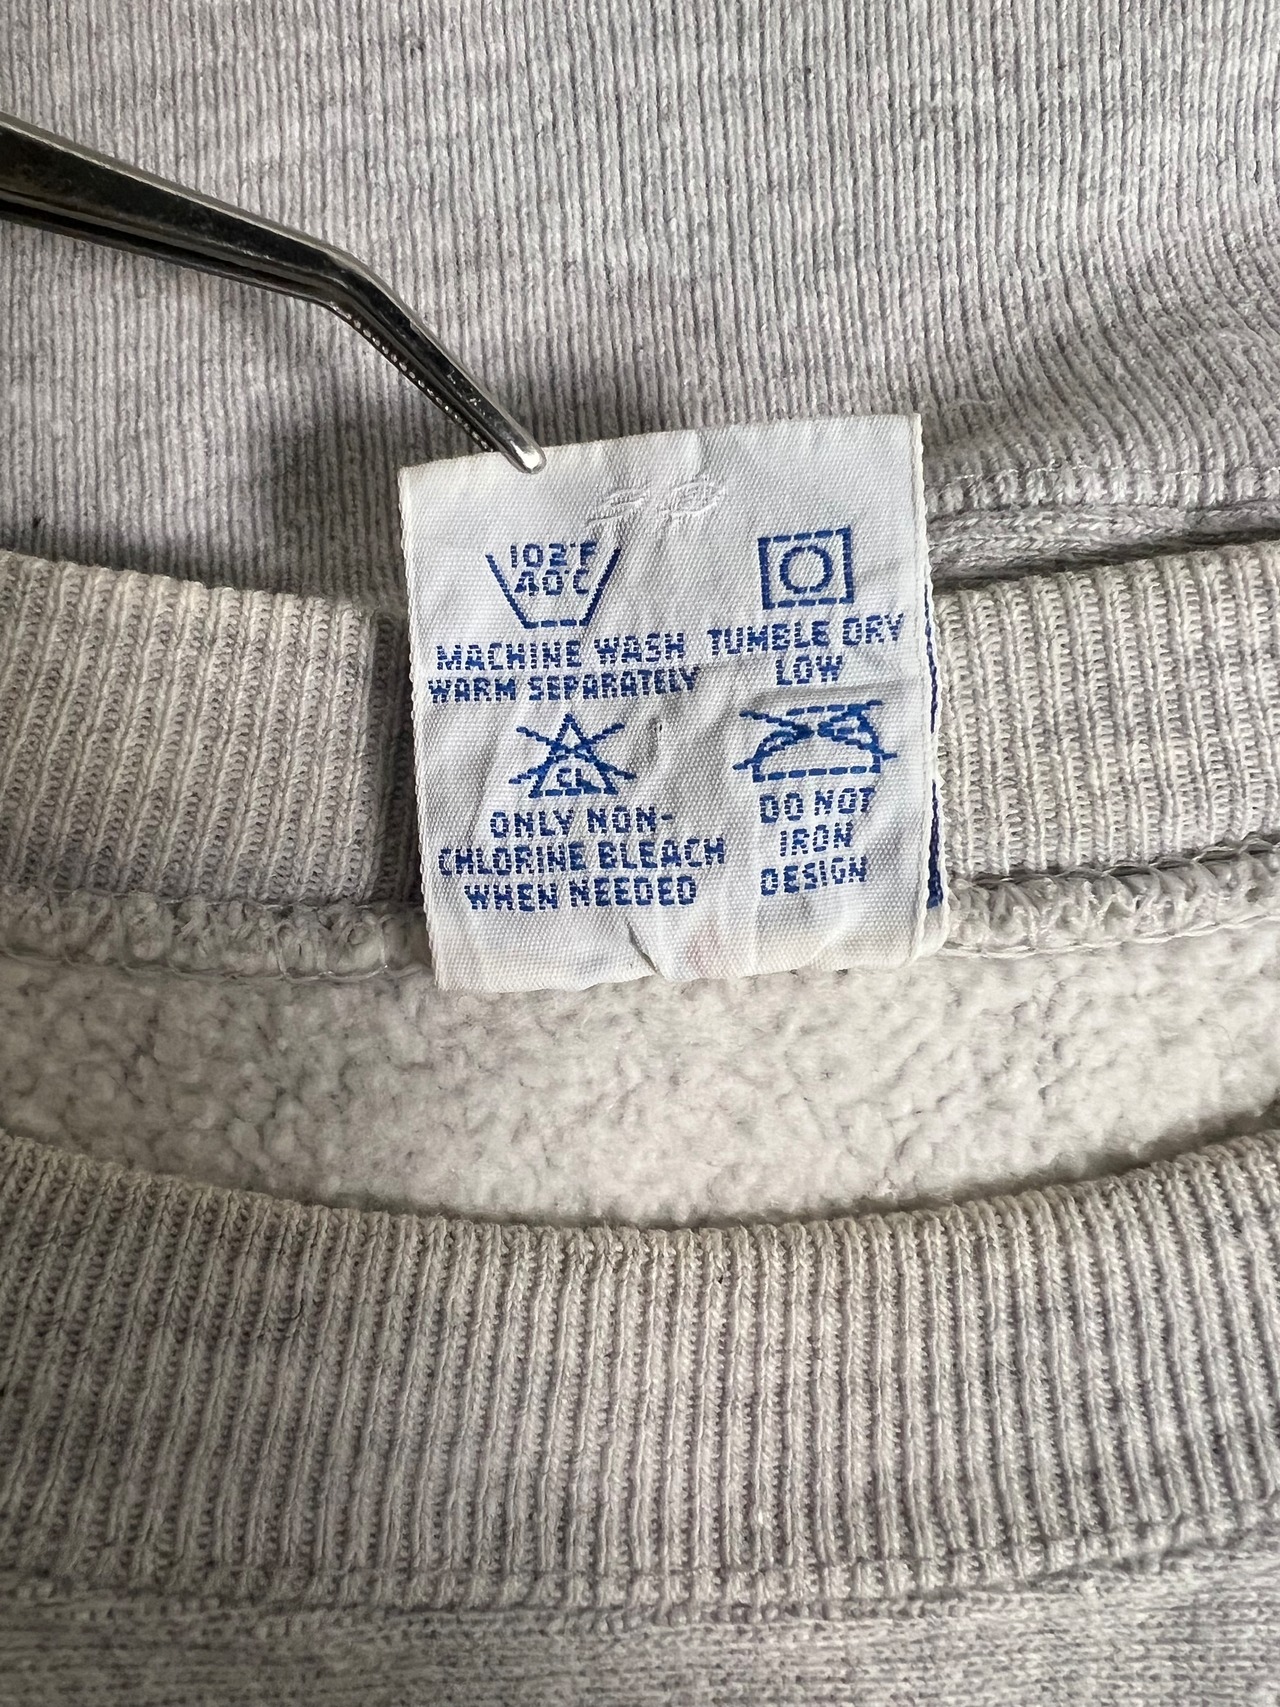 102°F
40°C
MACHINE WASH
WARM SEPARATELY
TUMBLE DRY
LOW
CL
ONLY NON-
CHLORINE BLEACH
WHEN NEEDED
DO NOT
IRON
DESIGN